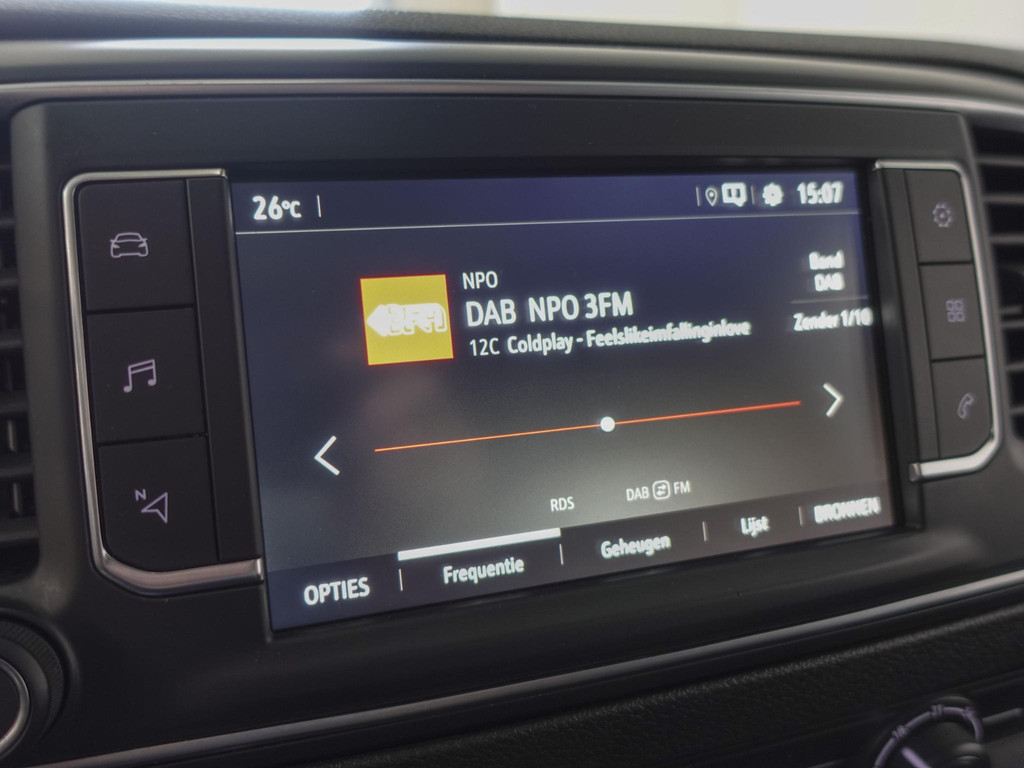 26°C
15:07
NPO
DAB NPO 3FM
12C Coldplay - Feelslikeimfallinginlove
Band
DAB
Zender 1/10
RDS
DAB FM
OPTIES
Frequentie
Geheugen
Lijst
BRONNEN
N